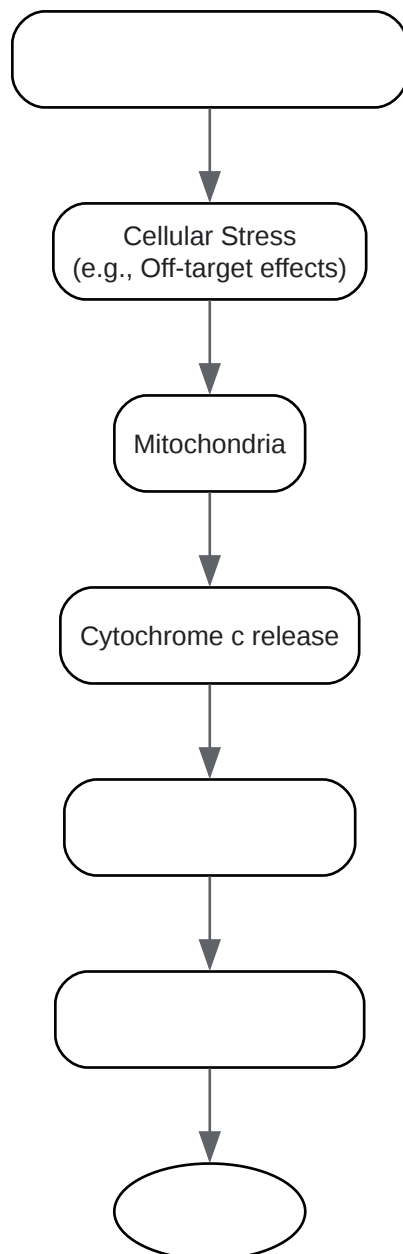 Cellular Stress
(e.g., Off-target effects)
Mitochondria
Cytochrome c release